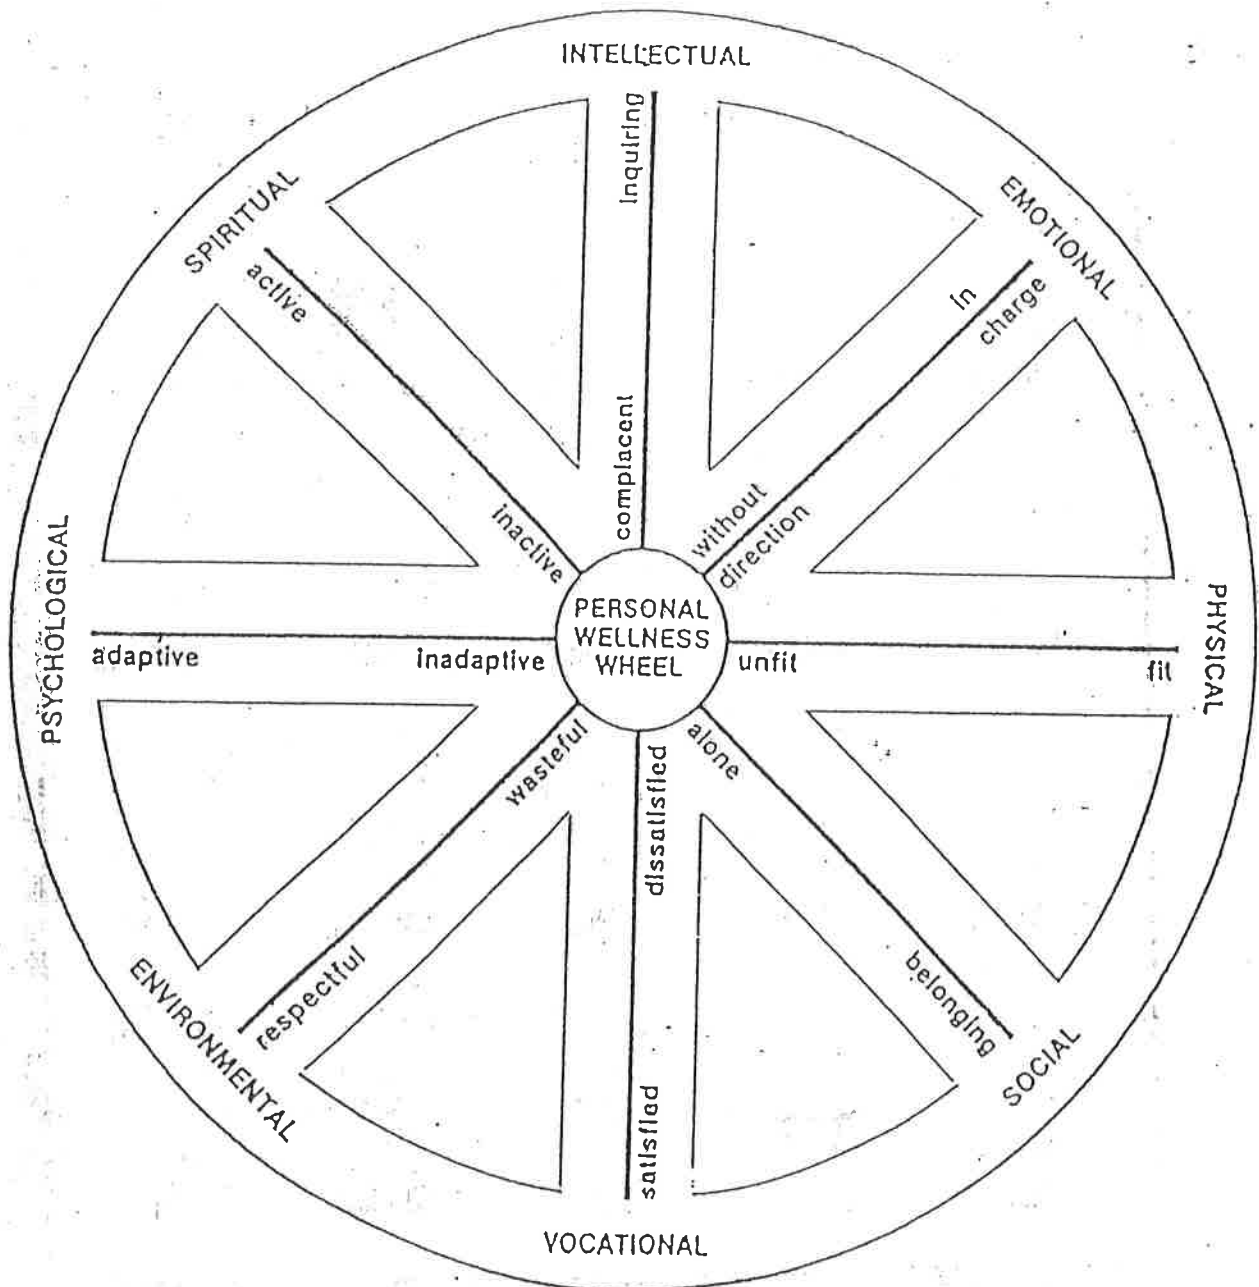 INTELLECTUAL
Inquiring
complacent
EMOTIONAL
in
charge
without
direction
PHYSICAL
unfit
fit
SOCIAL
alone
belonging
VOCATIONAL
dissatisfied
satisfied
ENVIRONMENTAL
wasteful
respectful
PSYCHOLOGICAL
adaptive
inadaptive
SPIRITUAL
active
inactive
PERSONAL
WELLNESS
WHEEL